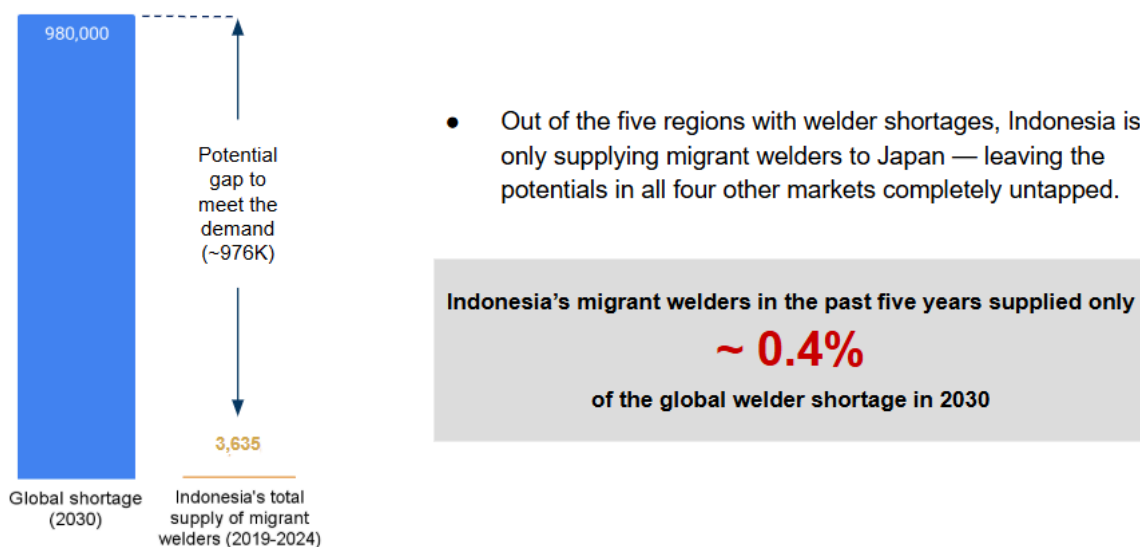 980,000
Potential
gap to
meet the
demand
(~976K)
3,635
Global shortage
(2030)
Indonesia's total
supply of migrant
welders (2019-2024)
● Out of the five regions with welder shortages, Indonesia is
only supplying migrant welders to Japan — leaving the
potentials in all four other markets completely untapped.
Indonesia’s migrant welders in the past five years supplied only
~ 0.4%
of the global welder shortage in 2030